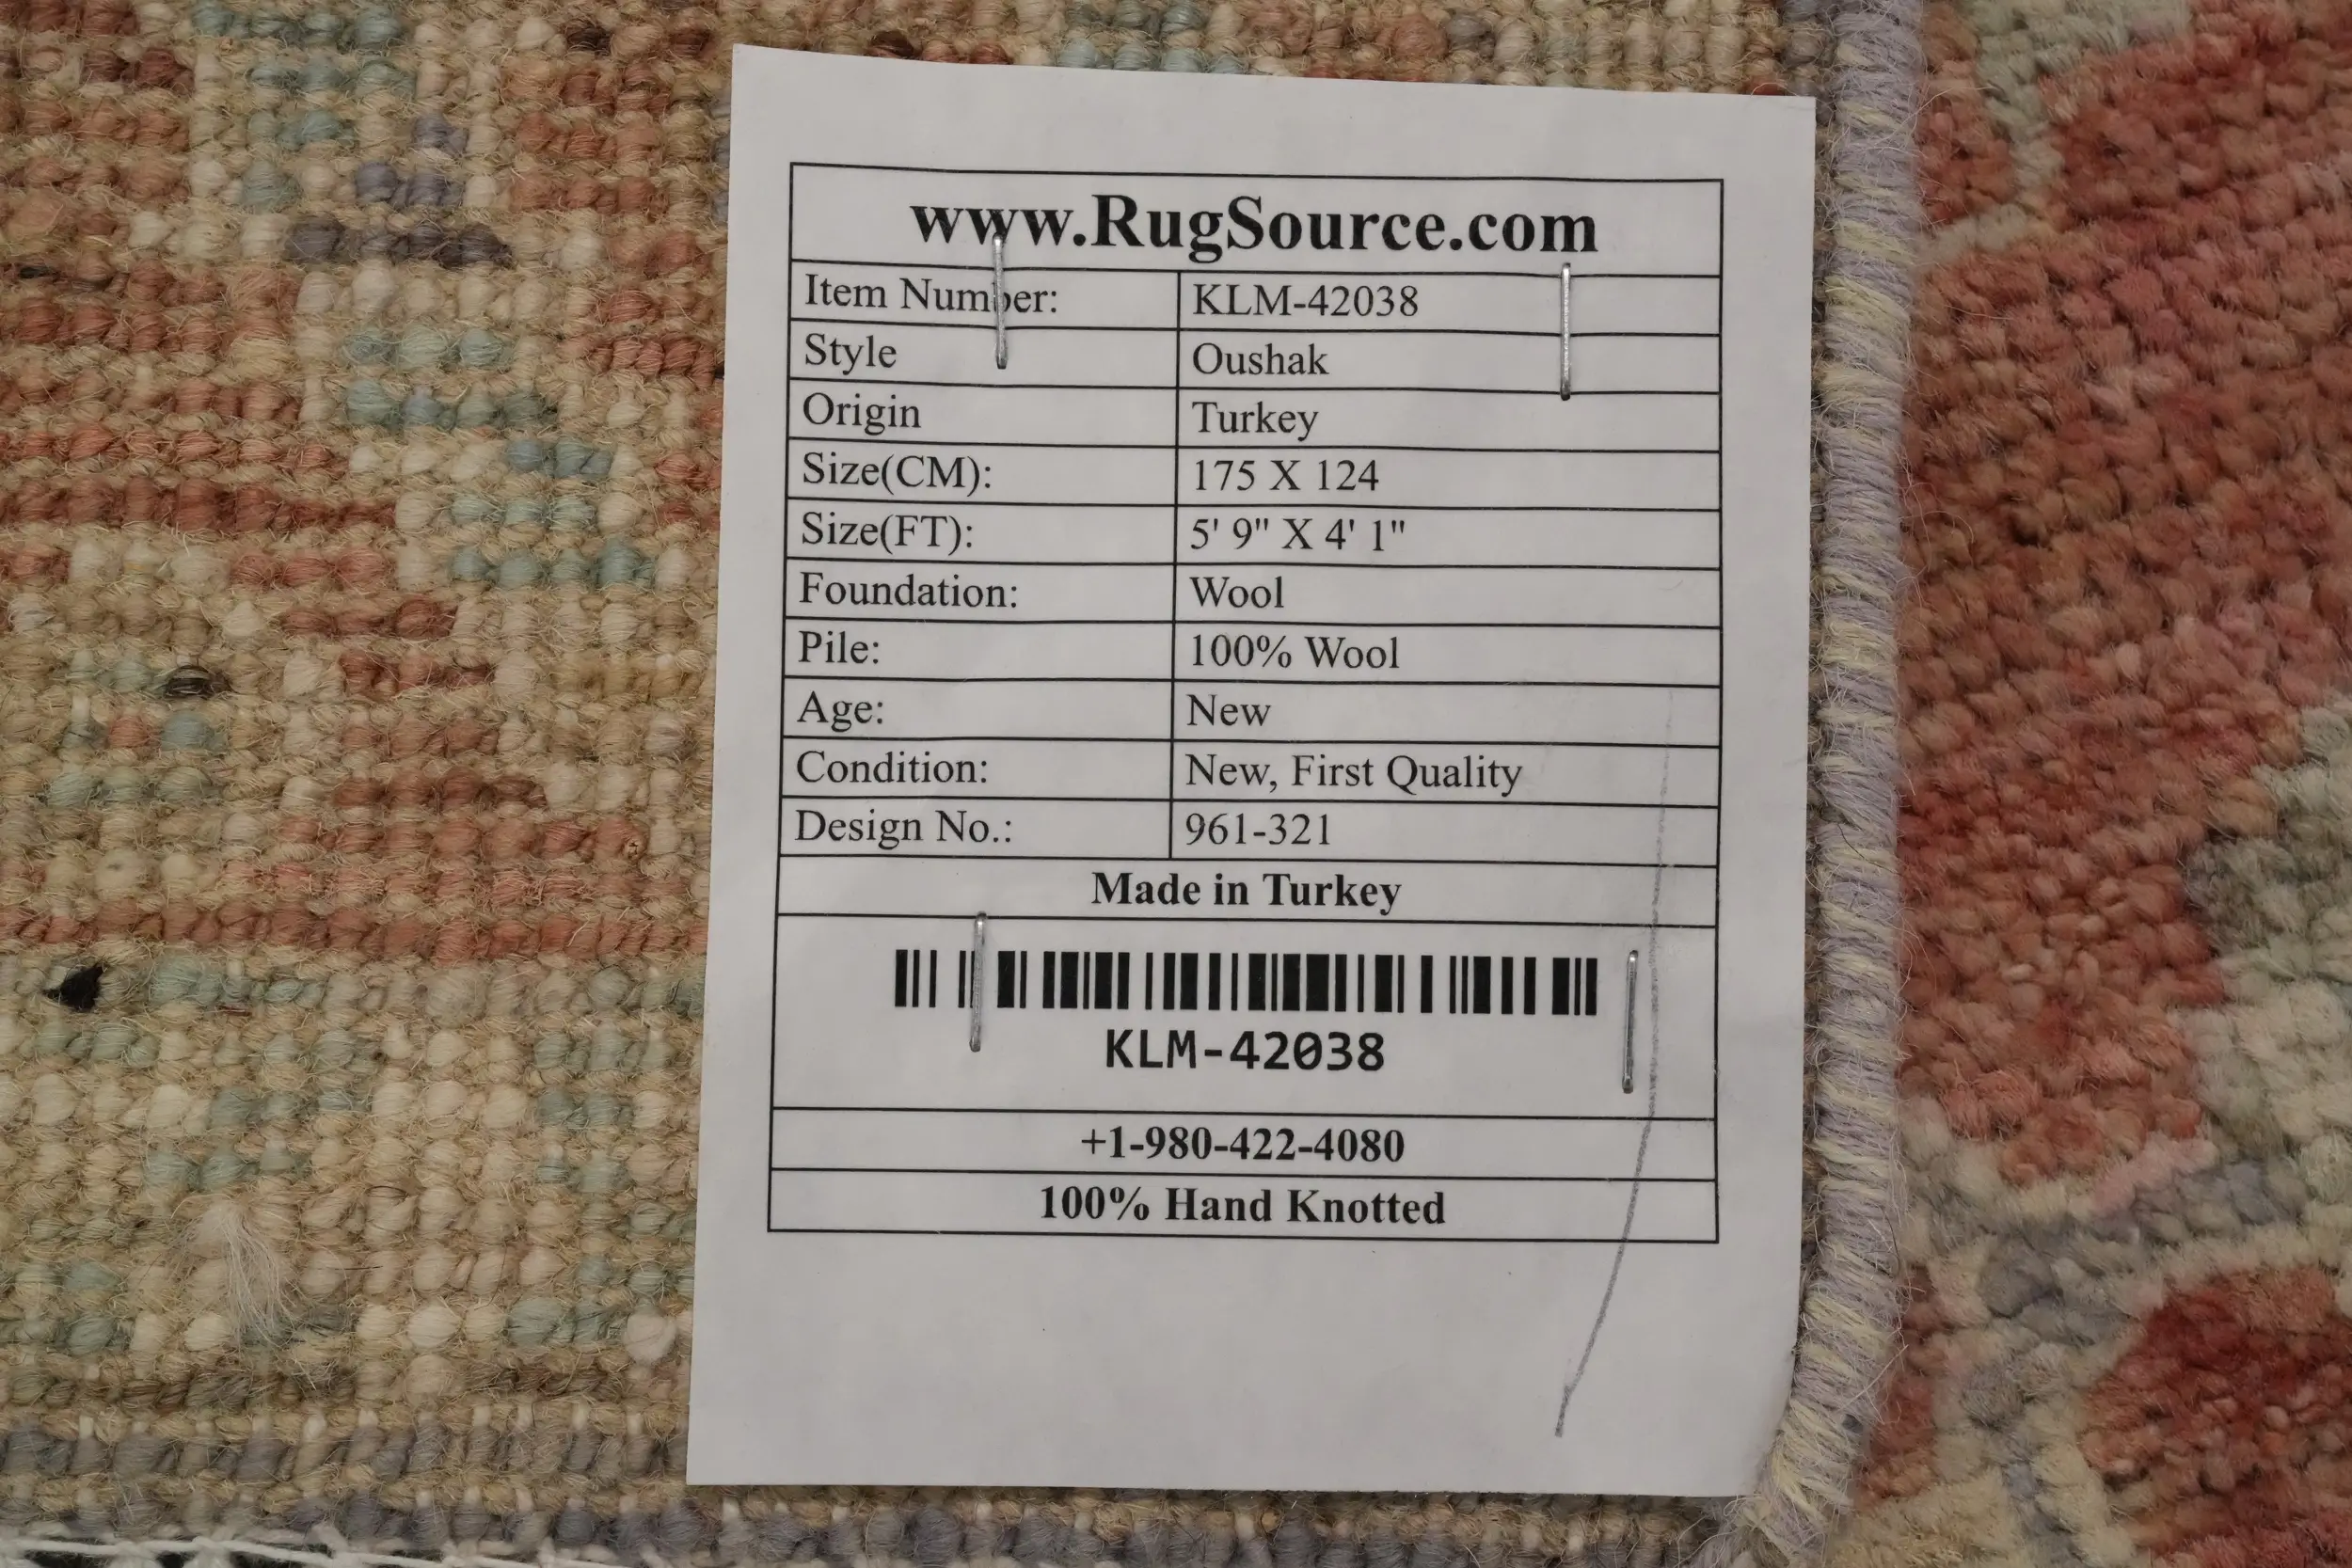 www.RugSource.com
Item Number: KLM-42038
Style Oushak
Origin Turkey
Size(CM): 175 X 124
Size(FT): 5' 9" X 4' 1"
Foundation: Wool
Pile: 100% Wool
Age: New
Condition: New, First Quality
Design No.: 961-321
Made in Turkey
KLM-42038
+1-980-422-4080
100% Hand Knotted